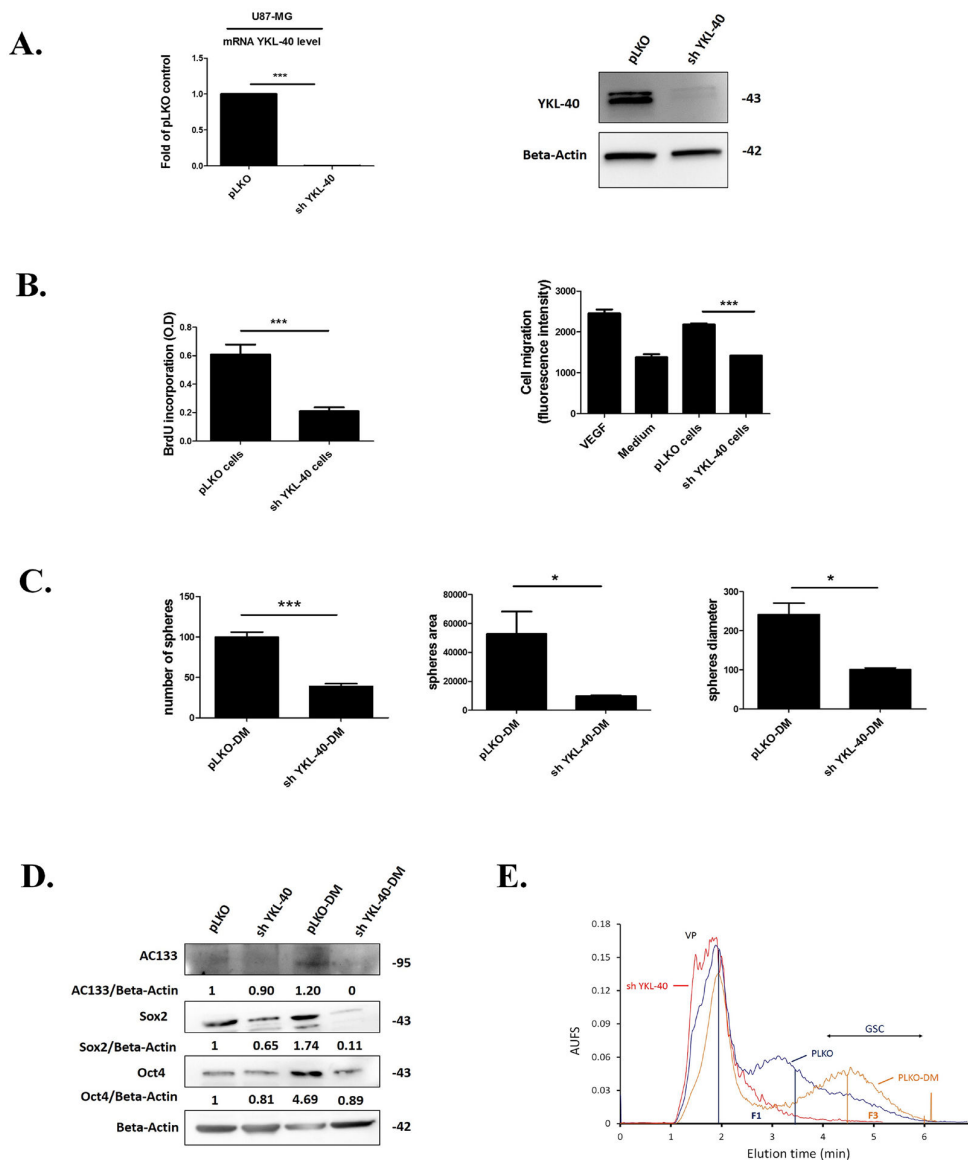 A.
U87-MG
mRNA YKL-40 level
Fold of pLKO control
1.5
1.0
0.5
0.0
***
pLKO
sh YKL-40
pLKO
sh YKL-40
YKL-40
-43
Beta-Actin
-42
B.
BrdU incorporation (O.D)
0.8
0.6
0.4
0.2
0.0
***
pLKO cells
sh YKL-40 cells
Cell migration
(fluorescence intensity)
3000
2000
1000
0
***
VEGF
Medium
pLKO cells
sh YKL-40 cells
C.
number of spheres
150
100
50
0
***
pLKO-DM
sh YKL-40-DM
spheres area
80000
60000
40000
20000
0
*
pLKO-DM
sh YKL-40-DM
spheres diameter
300
200
100
0
*
pLKO-DM
sh YKL-40-DM
D.
pLKO
sh YKL-40
pLKO-DM
sh YKL-40-DM
AC133
-95
AC133/Beta-Actin 1 0.90 1.20 0
Sox2
-43
Sox2/Beta-Actin 1 0.65 1.74 0.11
Oct4
-43
Oct4/Beta-Actin 1 0.81 4.69 0.89
Beta-Actin
-42
E.
AUFS
0.18
0.15
0.12
0.09
0.06
0.03
0
VP
sh YKL-40
GSC
PLKO
PLKO-DM
F1
F3
0 1 2 3 4 5 6
Elution time (min)